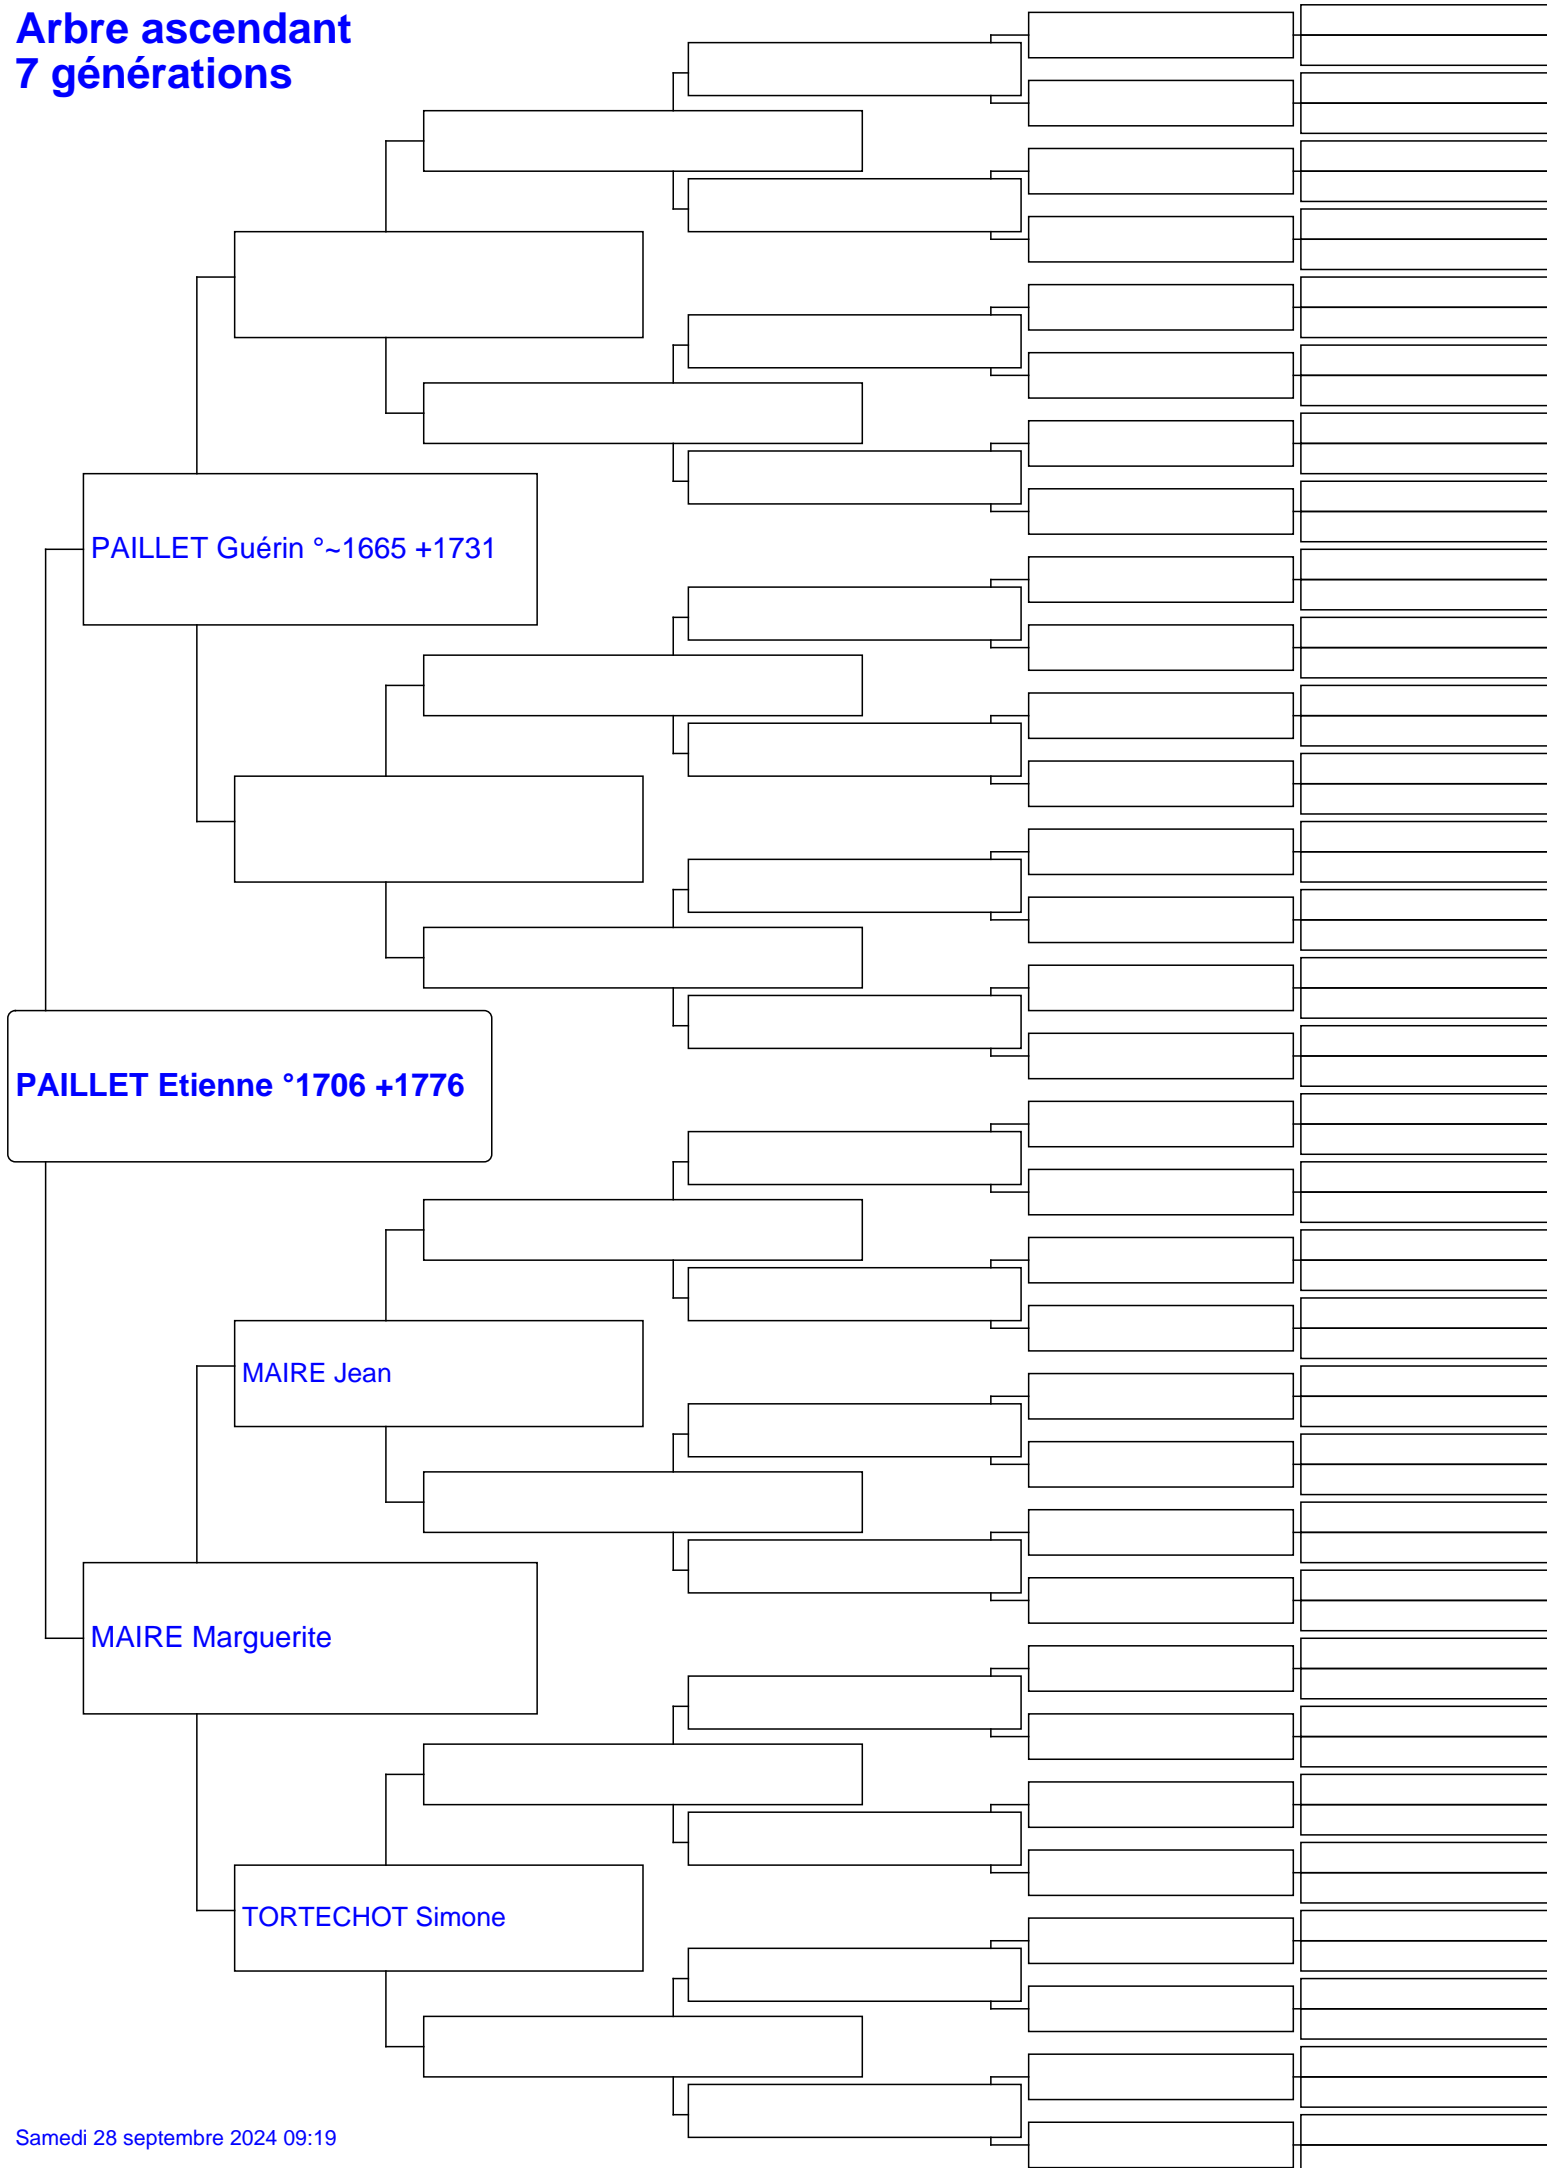 Arbre ascendant
7 générations
PAILLET Guérin °~1665 +1731
PAILLET Etienne °1706 +1776
MAIRE Jean
MAIRE Marguerite
TORTECHOT Simone
Samedi 28 septembre 2024 09:19